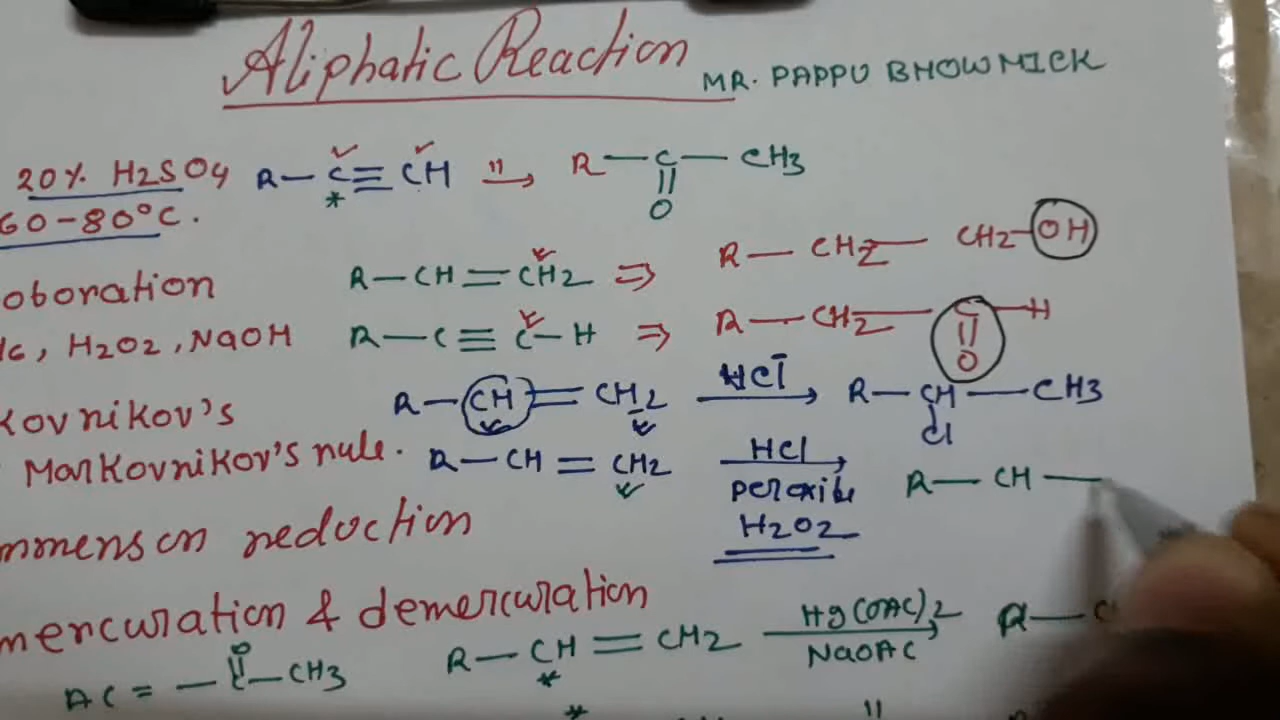 Aliphatic Reaction
MR. PAPPU BHOWMICK
20% H2SO4 R—C≡CH " → R—C—CH3
60-80°C. * O
R—CH=CH2 ⇒ R—CH2—CH2—OH
oboration
R—C≡C—H ⇒ R—CH2—C—H
, H2O2, NaOH O
R—CH=CH2 HCl → R—CH—CH3
Kovnikov's Cl
MarKovniKov's rule. R—CH=CH2 HCl → R—CH—
peroxide
H2O2
mmenson reduction
mercuration & demercuration
R—CH=CH2 Hg(OAC)2 → R—C
* NaOAC
O
AC = —C—CH3
* "